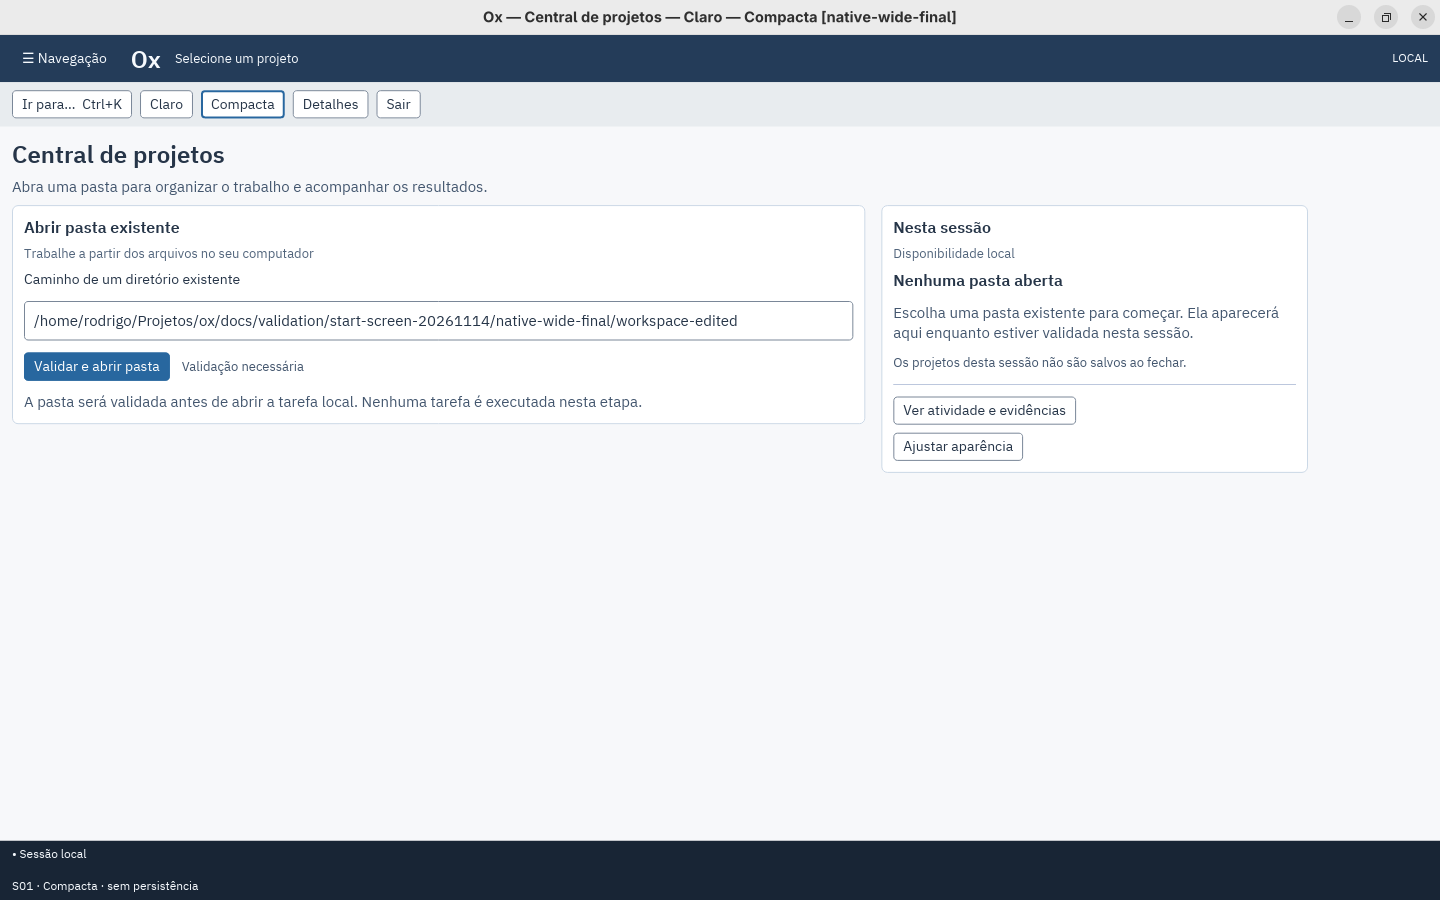 Ox — Central de projetos — Claro — Compacta [native-wide-final]
☰ Navegação Ox Selecione um projeto LOCAL
Ir para... Ctrl+K Claro Compacta Detalhes Sair
Central de projetos
Abra uma pasta para organizar o trabalho e acompanhar os resultados.
Abrir pasta existente
Trabalhe a partir dos arquivos no seu computador
Caminho de um diretório existente
/home/rodrigo/Projetos/ox/docs/validation/start-screen-20261114/native-wide-final/workspace-edited
Validar e abrir pasta Validação necessária
A pasta será validada antes de abrir a tarefa local. Nenhuma tarefa é executada nesta etapa.
Nesta sessão
Disponibilidade local
Nenhuma pasta aberta
Escolha uma pasta existente para começar. Ela aparecerá
aqui enquanto estiver validada nesta sessão.
Os projetos desta sessão não são salvos ao fechar.
Ver atividade e evidências
Ajustar aparência
• Sessão local
S01 · Compacta · sem persistência